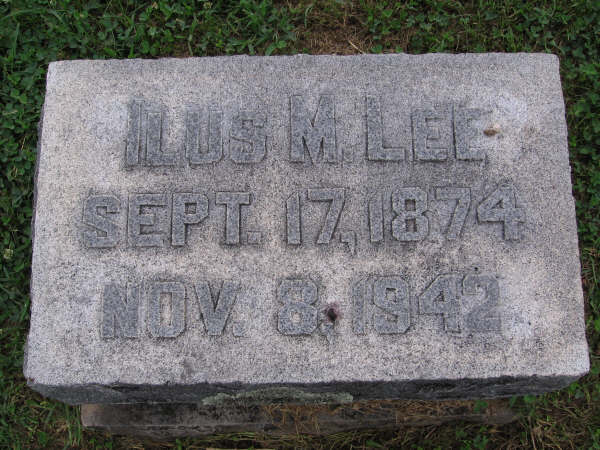 ILUS M. LEE
SEPT. 17, 1874
NOV. 8, 1942